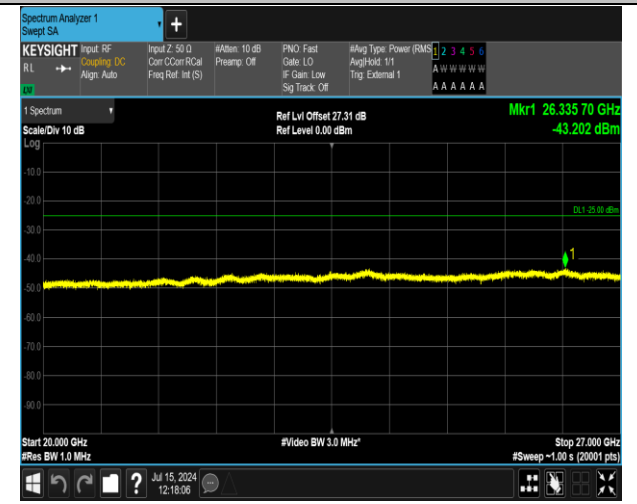 Spectrum Analyzer 1
Swept SA
+
KEYSIGHT
RL
Input: RF
Coupling: DC
Align: Auto
Input Z: 50 Ω
Corr CCorr RCal
Freq Ref: Int (S)
#Atten: 10 dB
Preamp: Off
PNO: Fast
Gate: LO
IF Gain: Low
Sig Track: Off
#Avg Type: Power (RMS
Avg|Hold: 1/1
Trig: External 1
1 2 3 4 5 6
A W W W W W
A A A A A A
1 Spectrum
Scale/Div 10 dB
Ref Lvl Offset 27.31 dB
Ref Level 0.00 dBm
Mkr1 26.335 70 GHz
-43.202 dBm
Log
-10.0
-20.0
DL1 -25.00 dBm
-30.0
-40.0
1
-50.0
-60.0
-70.0
-80.0
-90.0
Start 20.000 GHz
#Res BW 1.0 MHz
#Video BW 3.0 MHz*
Stop 27.000 GHz
#Sweep ~1.00 s (20001 pts)
?
Jul 15, 2024
12:18:06